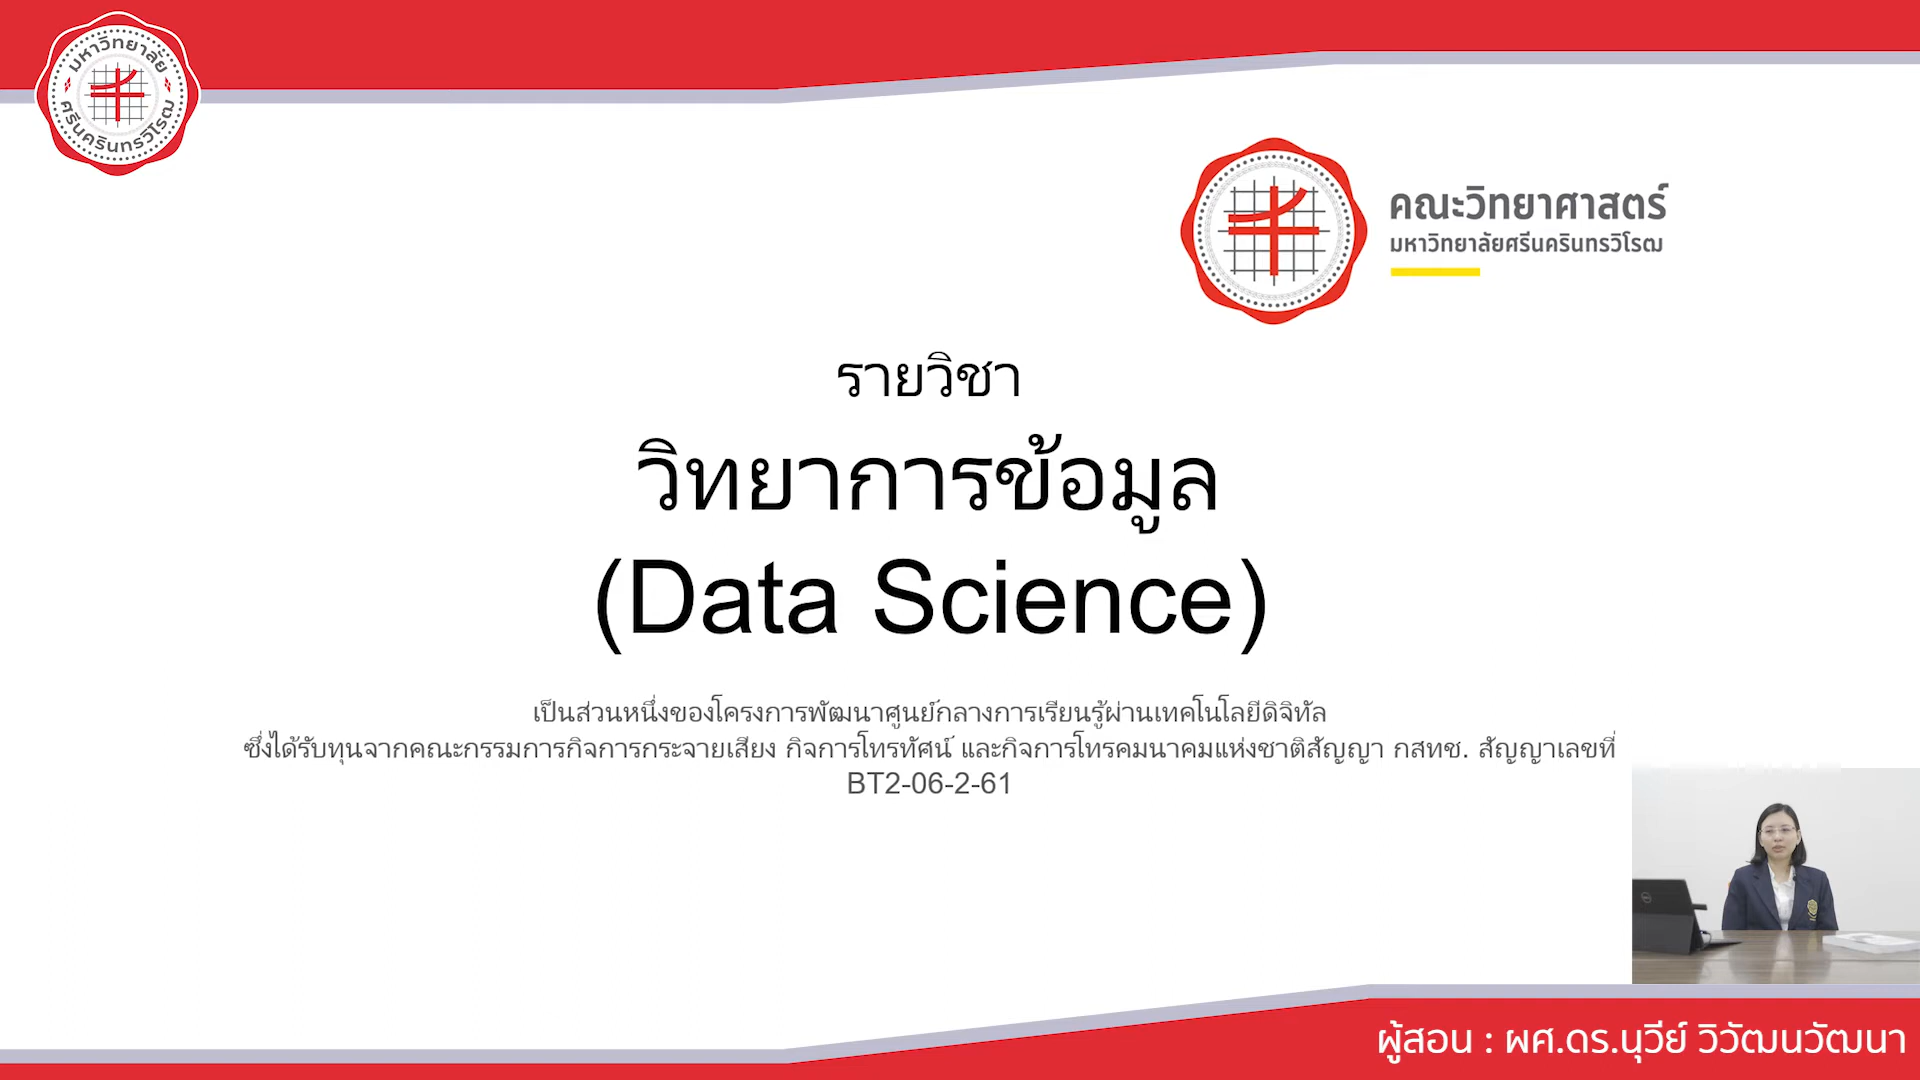 มหาวิทยาลัย
ศรีนครินทรวิโรฒ
คณะวิทยาศาสตร์
มหาวิทยาลัยศรีนครินทรวิโรฒ
รายวิชา
วิทยาการข้อมูล
(Data Science)
เป็นส่วนหนึ่งของโครงการพัฒนาศูนย์กลางการเรียนรู้ผ่านเทคโนโลยีดิจิทัล
ซึ่งได้รับทุนจากคณะกรรมการกิจการกระจายเสียง กิจการโทรทัศน์ และกิจการโทรคมนาคมแห่งชาติสัญญา กสทช. สัญญาเลขที่
BT2-06-2-61
ผู้สอน : ผศ.ดร.นุวีย์ วิวัฒนวัฒนา